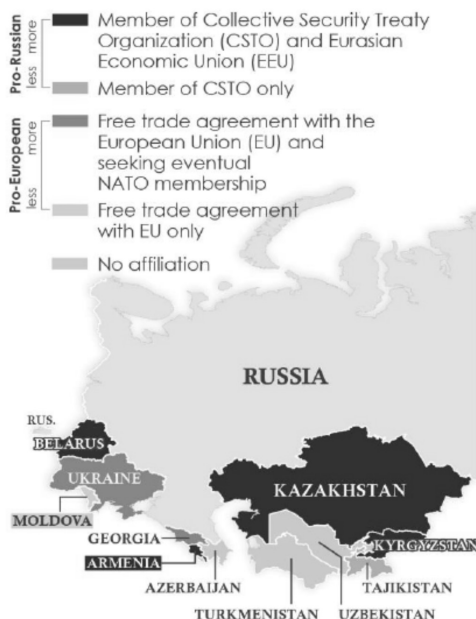 Pro-Russian
more
less
Member of Collective Security Treaty
Organization (CSTO) and Eurasian
Economic Union (EEU)
Member of CSTO only
Pro-European
more
less
Free trade agreement with the
European Union (EU) and
seeking eventual
NATO membership
Free trade agreement
with EU only
No affiliation
RUSSIA
RUS.
BELARUS
UKRAINE
KAZAKHSTAN
MOLDOVA
GEORGIA
KYRGYZSTAN
ARMENIA
AZERBAIJAN
TAJIKISTAN
TURKMENISTAN
UZBEKISTAN